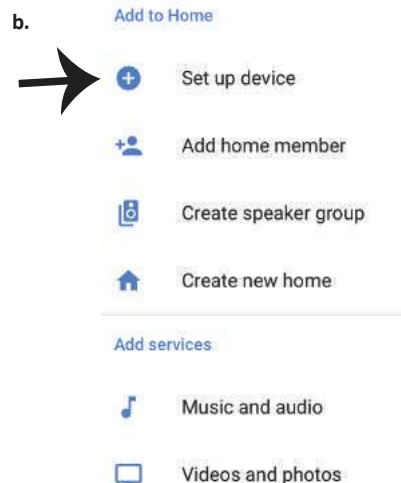 b.
Add to Home
Set up device
Add home member
Create speaker group
Create new home
Add services
Music and audio
Videos and photos